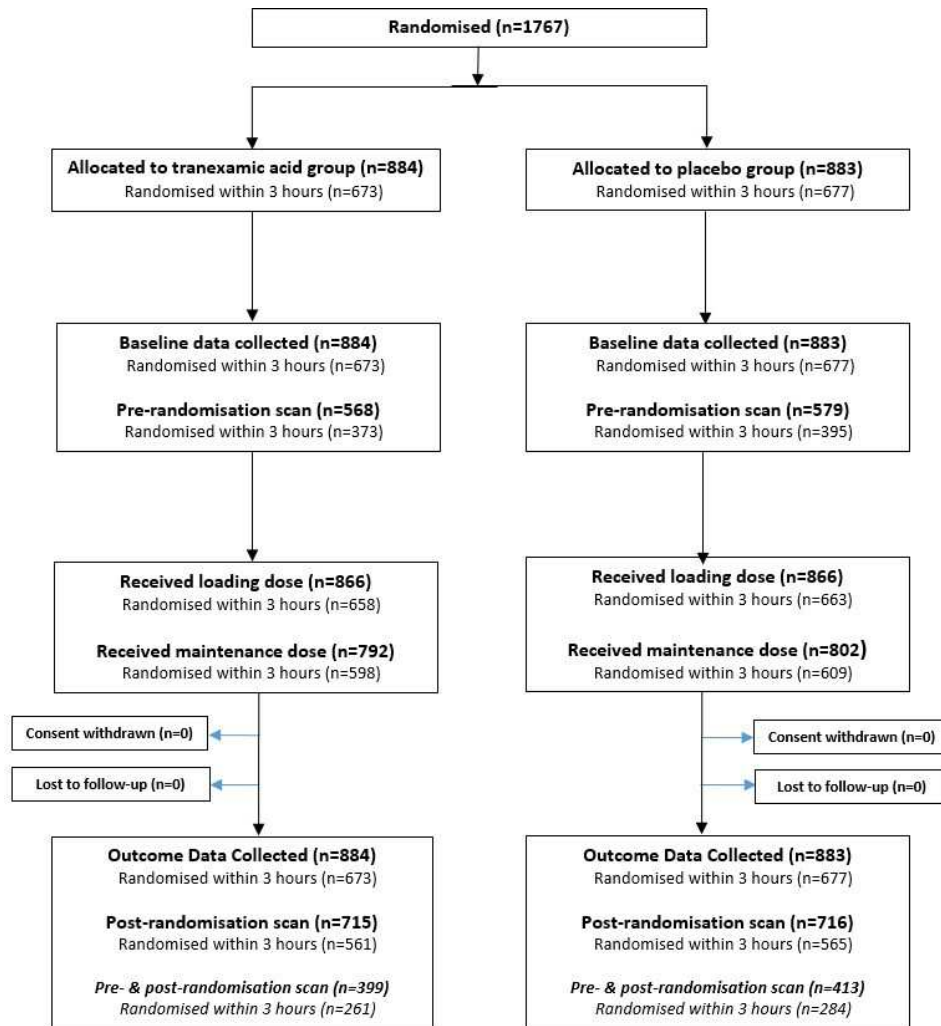 Randomised (n=1767)
Allocated to tranexamic acid group (n=884)
Randomised within 3 hours (n=673)
Allocated to placebo group (n=883)
Randomised within 3 hours (n=677)
Baseline data collected (n=884)
Randomised within 3 hours (n=673)
Pre-randomisation scan (n=568)
Randomised within 3 hours (n=373)
Baseline data collected (n=883)
Randomised within 3 hours (n=677)
Pre-randomisation scan (n=579)
Randomised within 3 hours (n=395)
Received loading dose (n=866)
Randomised within 3 hours (n=658)
Received maintenance dose (n=792)
Randomised within 3 hours (n=598)
Received loading dose (n=866)
Randomised within 3 hours (n=663)
Received maintenance dose (n=802)
Randomised within 3 hours (n=609)
Consent withdrawn (n=0)
Lost to follow-up (n=0)
Consent withdrawn (n=0)
Lost to follow-up (n=0)
Outcome Data Collected (n=884)
Randomised within 3 hours (n=673)
Post-randomisation scan (n=715)
Randomised within 3 hours (n=561)
Pre- & post-randomisation scan (n=399)
Randomised within 3 hours (n=261)
Outcome Data Collected (n=883)
Randomised within 3 hours (n=677)
Post-randomisation scan (n=716)
Randomised within 3 hours (n=565)
Pre- & post-randomisation scan (n=413)
Randomised within 3 hours (n=284)